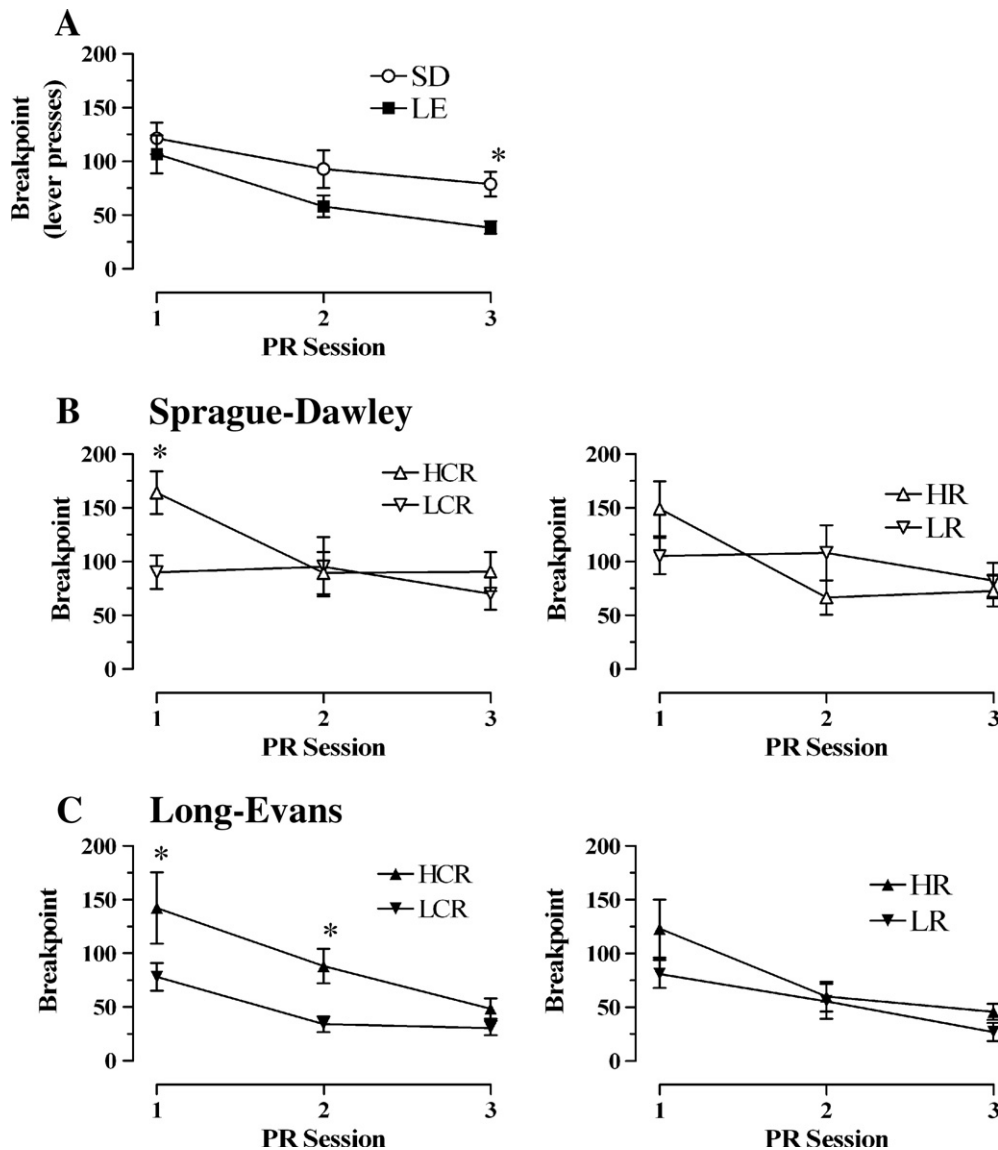 A
200
150
100
50
0
Breakpoint
(lever presses)
SD
LE
*
1 2 3
PR Session
B Sprague-Dawley
200
150
100
50
0
Breakpoint
*
HCR
LCR
1 2 3
PR Session
200
150
100
50
0
Breakpoint
HR
LR
1 2 3
PR Session
C Long-Evans
200
150
100
50
0
Breakpoint
*
*
HCR
LCR
1 2 3
PR Session
200
150
100
50
0
Breakpoint
HR
LR
1 2 3
PR Session